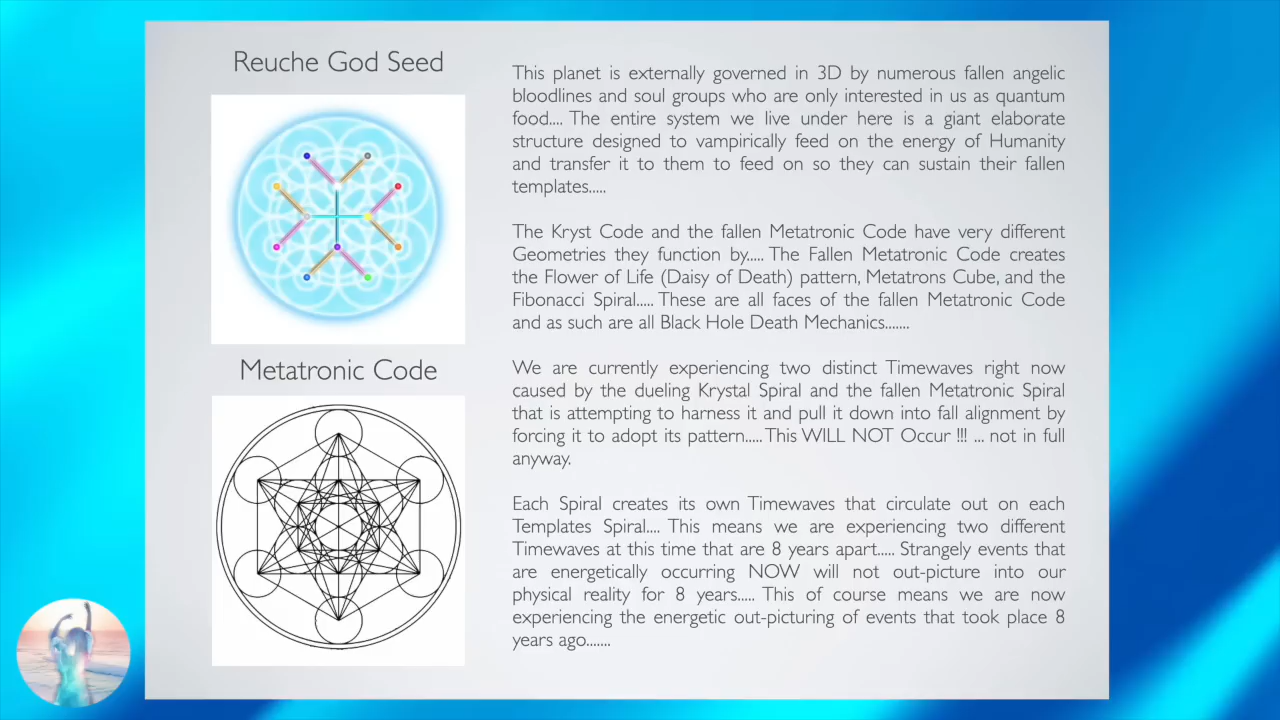 Reuche God Seed
Metatronic Code
This planet is externally governed in 3D by numerous fallen angelic
bloodlines and soul groups who are only interested in us as quantum
food.... The entire system we live under here is a giant elaborate
structure designed to vampirically feed on the energy of Humanity
and transfer it to them to feed on so they can sustain their fallen
templates.....
The Kryst Code and the fallen Metatronic Code have very different
Geometries they function by..... The Fallen Metatronic Code creates
the Flower of Life (Daisy of Death) pattern, Metatrons Cube, and the
Fibonacci Spiral..... These are all faces of the fallen Metatronic Code
and as such are all Black Hole Death Mechanics.......
We are currently experiencing two distinct Timewaves right now
caused by the dueling Krystal Spiral and the fallen Metatronic Spiral
that is attempting to harness it and pull it down into fall alignment by
forcing it to adopt its pattern..... This WILL NOT Occur !!! ... not in full
anyway.
Each Spiral creates its own Timewaves that circulate out on each
Templates Spiral.... This means we are experiencing two different
Timewaves at this time that are 8 years apart..... Strangely events that
are energetically occurring NOW will not out-picture into our
physical reality for 8 years..... This of course means we are now
experiencing the energetic out-picturing of events that took place 8
years ago.......